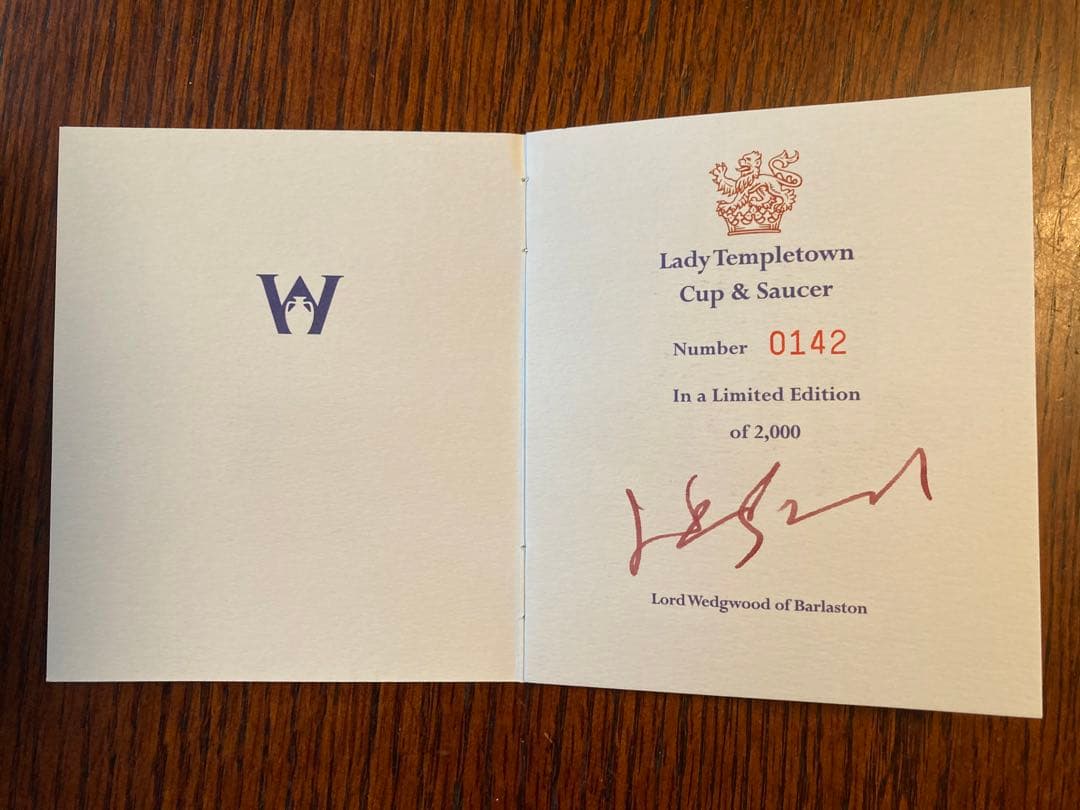 W
Lady Templetown
Cup & Saucer
Number 0142
In a Limited Edition
of 2,000
Lord Wedgwood of Barlaston